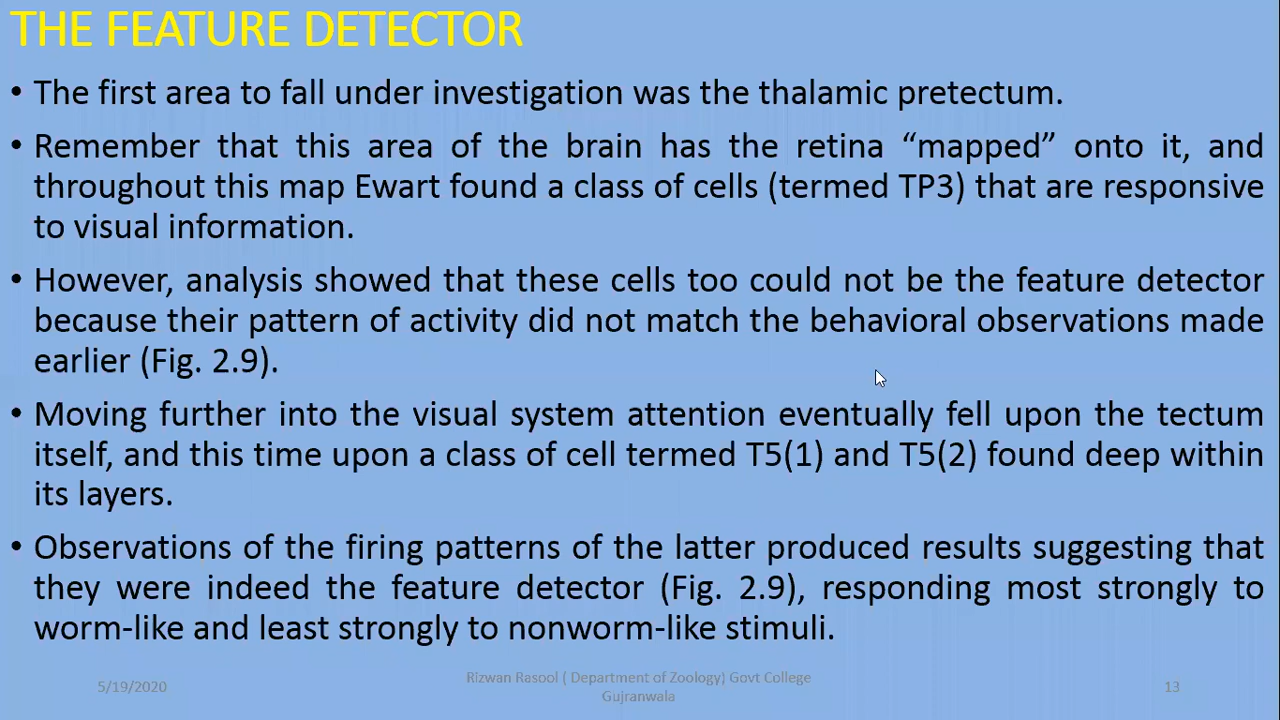 THE FEATURE DETECTOR
• The first area to fall under investigation was the thalamic pretectum.
• Remember that this area of the brain has the retina “mapped” onto it, and
throughout this map Ewart found a class of cells (termed TP3) that are responsive
to visual information.
• However, analysis showed that these cells too could not be the feature detector
because their pattern of activity did not match the behavioral observations made
earlier (Fig. 2.9).
• Moving further into the visual system attention eventually fell upon the tectum
itself, and this time upon a class of cell termed T5(1) and T5(2) found deep within
its layers.
• Observations of the firing patterns of the latter produced results suggesting that
they were indeed the feature detector (Fig. 2.9), responding most strongly to
worm-like and least strongly to nonworm-like stimuli.
5/19/2020
Rizwan Rasool ( Department of Zoology) Govt College
Gujranwala
13